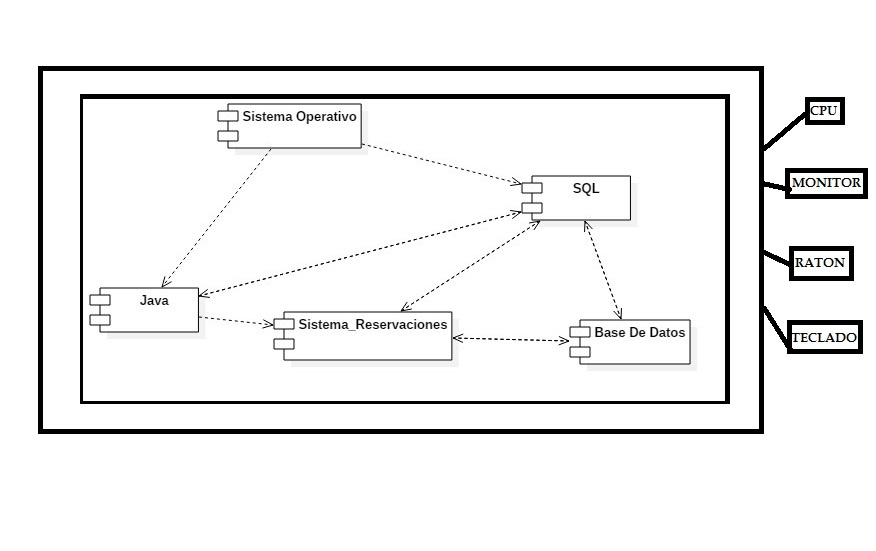 Sistema Operativo
CPU
MONITOR
SQL
RATON
Java
Sistema_Reservaciones
Base De Datos
TECLADO